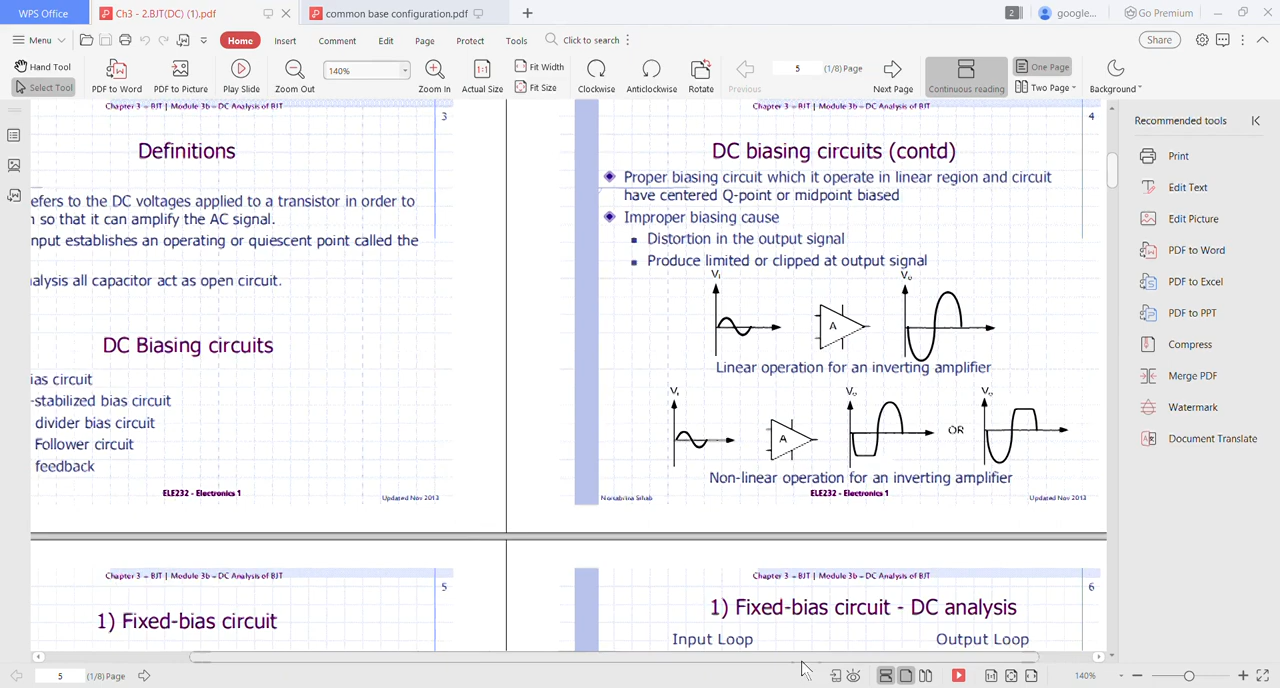 WPS Office
Ch3 - 2.BJT(DC) (1).pdf
common base configuration.pdf
2
google...
Go Premium
Menu
Home
Insert
Comment
Edit
Page
Protect
Tools
Click to search
Share
Hand Tool
Select Tool
PDF to Word
PDF to Picture
Play Slide
Zoom Out
140%
Zoom In
1:1
Actual Size
Fit Width
Fit Size
Clockwise
Anticlockwise
Rotate
Previous
5
(1/8)Page
Next Page
Continuous reading
One Page
Two Page
Background
Chapter 3 – BJT | Module 3b – DC Analysis of BJT
3
Definitions
efers to the DC voltages applied to a transistor in order to
n so that it can amplify the AC signal.
nput establishes an operating or quiescent point called the
nalysis all capacitor act as open circuit.
DC Biasing circuits
ias circuit
-stabilized bias circuit
divider bias circuit
Follower circuit
feedback
ELE232 - Electronics 1
Updated Nov 2013
Chapter 3 – BJT | Module 3b – DC Analysis of BJT
4
DC biasing circuits (contd)
Proper biasing circuit which it operate in linear region and circuit
have centered Q-point or midpoint biased
Improper biasing cause
Distortion in the output signal
Produce limited or clipped at output signal
Vi
A
Vo
Linear operation for an inverting amplifier
Vi
A
Vo
OR
Vo
Non-linear operation for an inverting amplifier
ELE232 - Electronics 1
Updated Nov 2013
Chapter 3 – BJT | Module 3b – DC Analysis of BJT
5
1) Fixed-bias circuit
Chapter 3 – BJT | Module 3b – DC Analysis of BJT
6
1) Fixed-bias circuit - DC analysis
Input Loop
Output Loop
Recommended tools
Print
Edit Text
Edit Picture
PDF to Word
PDF to Excel
PDF to PPT
Compress
Merge PDF
Watermark
Document Translate
5
(1/8)Page
140%